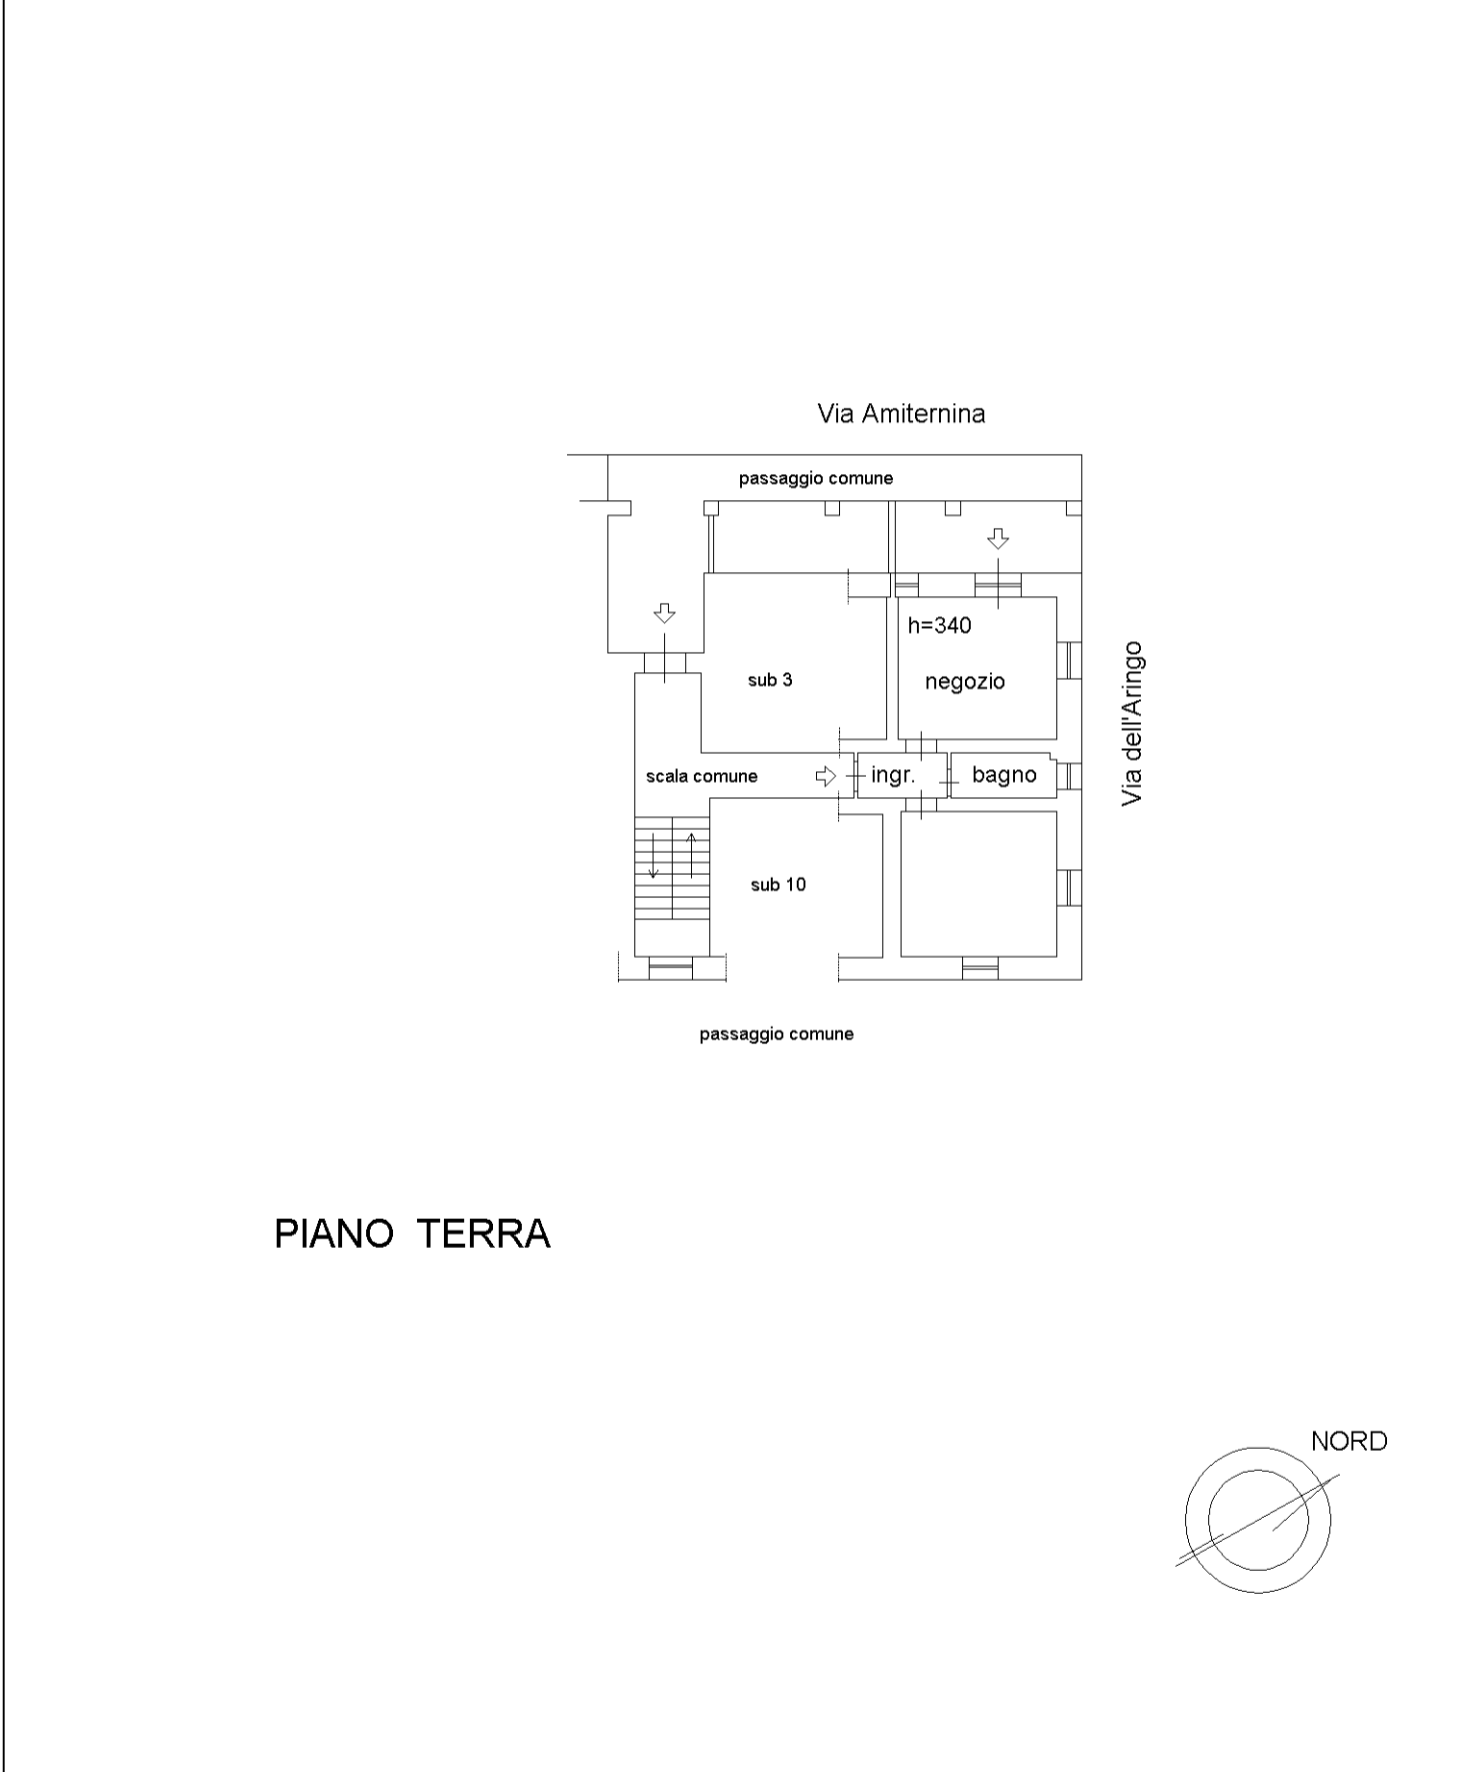 Via Amiternina
passaggio comune
h=340
sub 3
negozio
Via dell'Aringo
scala comune
ingr.
bagno
sub 10
passaggio comune
PIANO TERRA
NORD